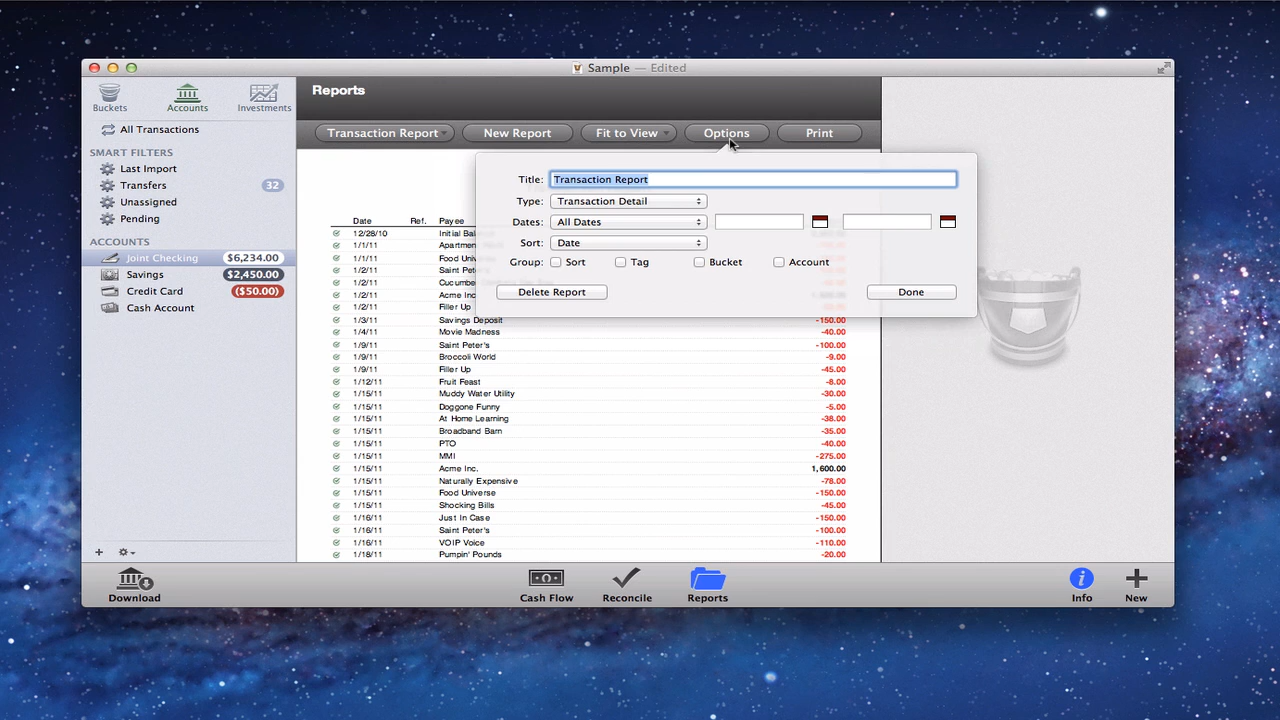 Sample — Edited
Buckets
Accounts
Investments
All Transactions
SMART FILTERS
Last Import
Transfers 32
Unassigned
Pending
ACCOUNTS
Joint Checking $6,234.00
Savings $2,450.00
Credit Card ($50.00)
Cash Account
Reports
Transaction Report New Report Fit to View Options Print
Title: Transaction Report
Type: Transaction Detail
Dates: All Dates
Sort: Date
Group: Sort Tag Bucket Account
Delete Report Done
Date Ref. Payee
12/28/10 Initial
1/1/11
1/1/11 Food
1/2/11 Saint
1/2/11
1/2/11 Acme Inc
1/2/11 Filler Up
1/3/11 Savings Deposit -150.00
1/4/11 Movie Madness -40.00
1/9/11 Saint Peter's -100.00
1/9/11 Broccoli World -9.00
1/9/11 Filler Up -45.00
1/12/11 Fruit Feast -8.00
1/15/11 Muddy Water Utility -30.00
1/15/11 Doggone Funny -5.00
1/15/11 At Home Learning -38.00
1/15/11 Broadband Barn -35.00
1/15/11 PTO -40.00
1/15/11 MMI -275.00
1/15/11 Acme Inc. 1,600.00
1/15/11 Naturally Expensive -78.00
1/15/11 Food Universe -150.00
1/15/11 Shocking Bills -45.00
1/16/11 Just In Case -150.00
1/16/11 Saint Peter's -100.00
1/16/11 VOIP Voice -110.00
1/18/11 Pumpin' Pounds -20.00
Download
Cash Flow
Reconcile
Reports
Info
New